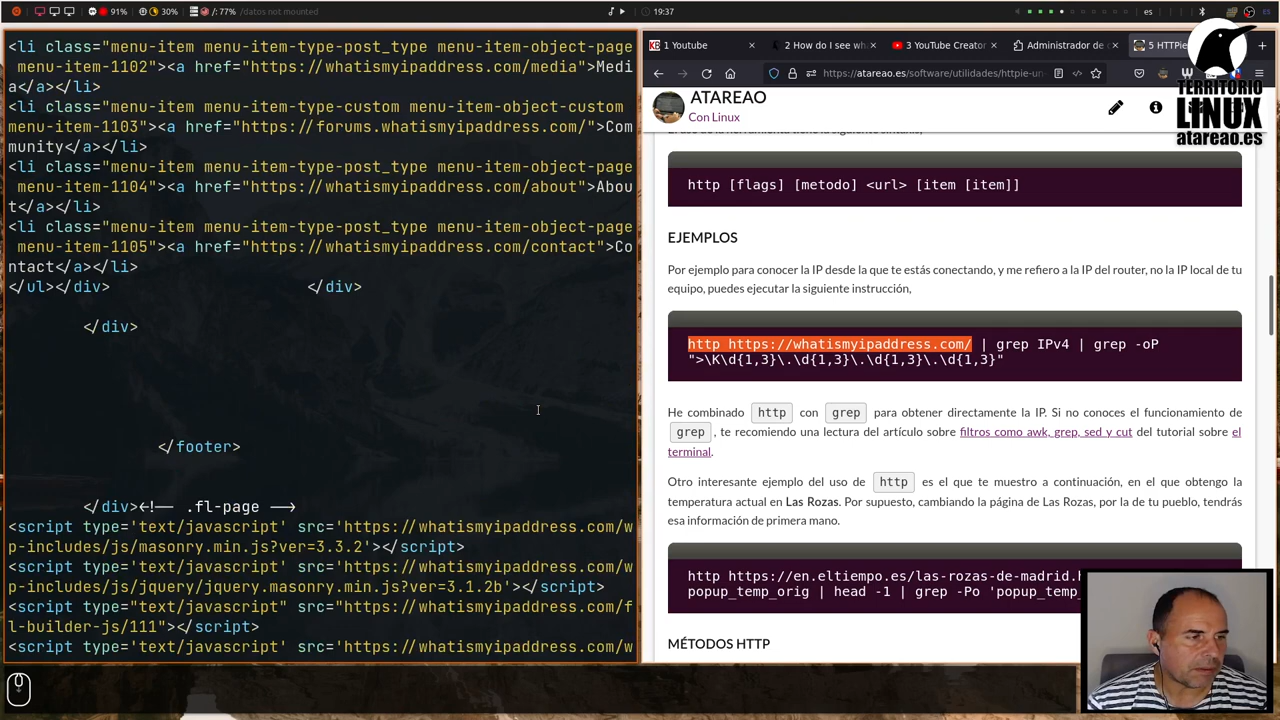 91% 30% /: 77% /datos not mounted
19:37
es
ES
<li class="menu-item menu-item-type-post_type menu-item-object-page
 menu-item-1102"><a href="https://whatismyipaddress.com/media">Medi
a</a></li>
<li class="menu-item menu-item-type-custom menu-item-object-custom
 menu-item-1103"><a href="https://forums.whatismyipaddress.com/">Com
munity</a></li>
<li class="menu-item menu-item-type-post_type menu-item-object-page
 menu-item-1104"><a href="https://whatismyipaddress.com/about">Abou
t</a></li>
<li class="menu-item menu-item-type-post_type menu-item-object-page
 menu-item-1105"><a href="https://whatismyipaddress.com/contact">Co
ntact</a></li>
</ul></div> </div>
</div>
</footer>
</div><!-- .fl-page -->
<script type='text/javascript' src='https://whatismyipaddress.com/w
p-includes/js/masonry.min.js?ver=3.3.2'></script>
<script type='text/javascript' src='https://whatismyipaddress.com/w
p-includes/js/jquery/jquery.masonry.min.js?ver=3.1.2b'></script>
<script type="text/javascript" src="https://whatismyipaddress.com/f
l-builder-js/111"></script>
<script type='text/javascript' src='https://whatismyipaddress.com/w
1 Youtube
2 How do I see wha
3 YouTube Creator
Administrador de c
5 HTTPie
https://atareao.es/software/utilidades/httpie-un
ATAREAO
Con Linux
TERRITORIO
LINUX
atareao.es
http [flags] [metodo] <url> [item [item]]
EJEMPLOS
Por ejemplo para conocer la IP desde la que te estás conectando, y me refiero a la IP del router, no la IP local de tu
equipo, puedes ejecutar la siguiente instrucción,
http https://whatismyipaddress.com/ | grep IPv4 | grep -oP
">\K\d{1,3}\.\d{1,3}\.\d{1,3}\.\d{1,3}"
He combinado http con grep para obtener directamente la IP. Si no conoces el funcionamiento de
grep , te recomiendo una lectura del artículo sobre filtros como awk, grep, sed y cut del tutorial sobre el
terminal.
Otro interesante ejemplo del uso de http es el que te muestro a continuación, en el que obtengo la
temperatura actual en Las Rozas. Por supuesto, cambiando la página de Las Rozas, por la de tu pueblo, tendrás
esa información de primera mano.
http https://en.eltiempo.es/las-rozas-de-madrid.
popup_temp_orig | head -1 | grep -Po 'popup_temp_
MÉTODOS HTTP